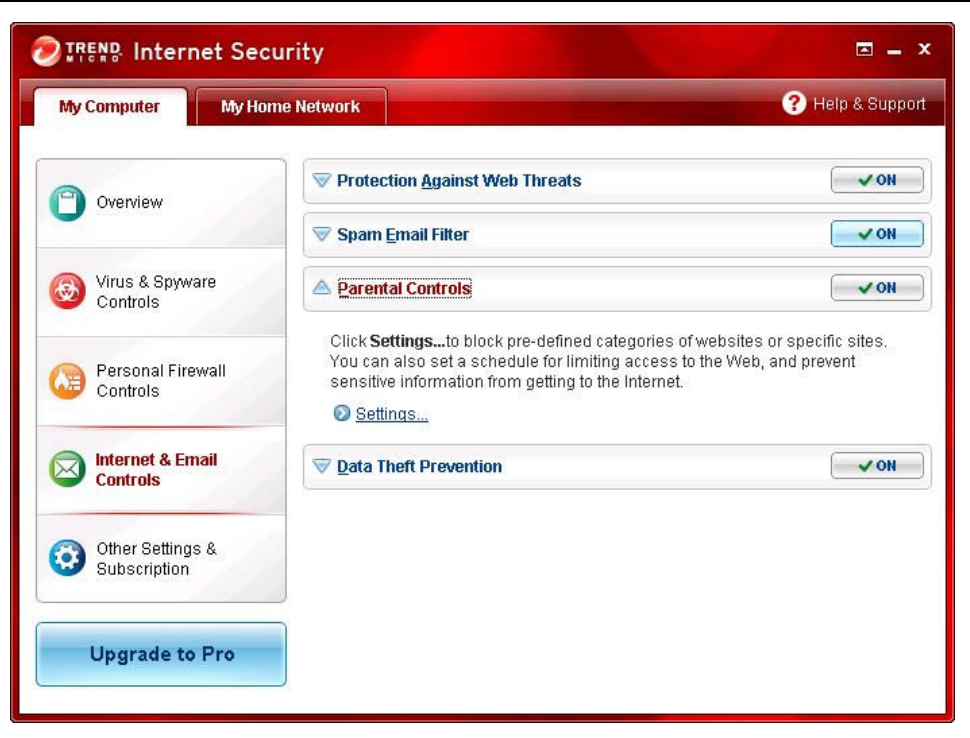 TREND MICRO Internet Security
My Computer
My Home Network
? Help & Support
Overview
Virus & Spyware
Controls
Personal Firewall
Controls
Internet & Email
Controls
Other Settings &
Subscription
Upgrade to Pro
Protection Against Web Threats ON
Spam Email Filter ON
Parental Controls ON
Click Settings...to block pre-defined categories of websites or specific sites.
You can also set a schedule for limiting access to the Web, and prevent
sensitive information from getting to the Internet.
Settings...
Data Theft Prevention ON